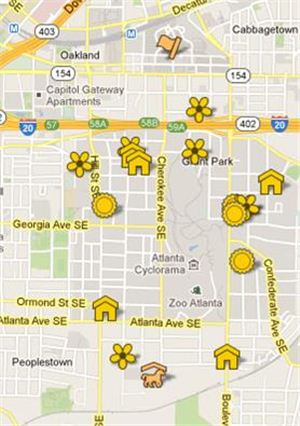 M
403
Oakland
Decatur
Cabbagetown
154
154
Capitol Gateway
Apartments
20
57
58A
58B
59A
402
20
Hill St SE
Grant Park
Cherokee Ave SE
Georgia Ave SE
Atlanta
Cyclorama
Zoo Atlanta
Confederate Ave SE
Ormond St SE
Atlanta Ave SE
Atlanta Ave SE
Peoplestown
Boulev